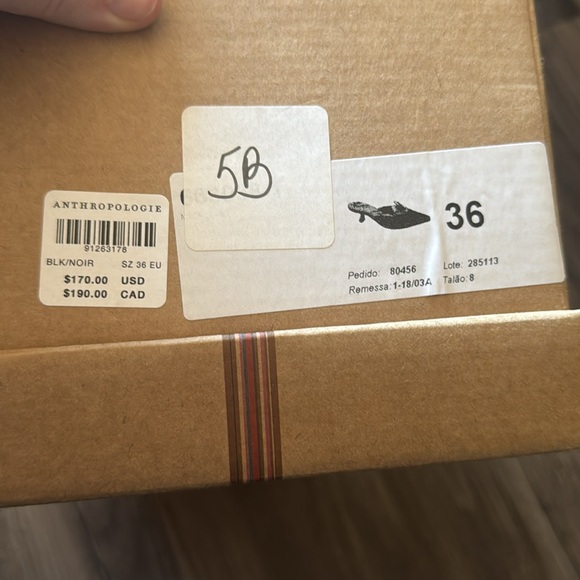 5B
ANTHROPOLOGIE
91263178
BLK/NOIR SZ 36 EU
$170.00 USD
$190.00 CAD
36
Pedido: 80456 Lote: 285113
Remessa: 1-18/03A Talão: 8